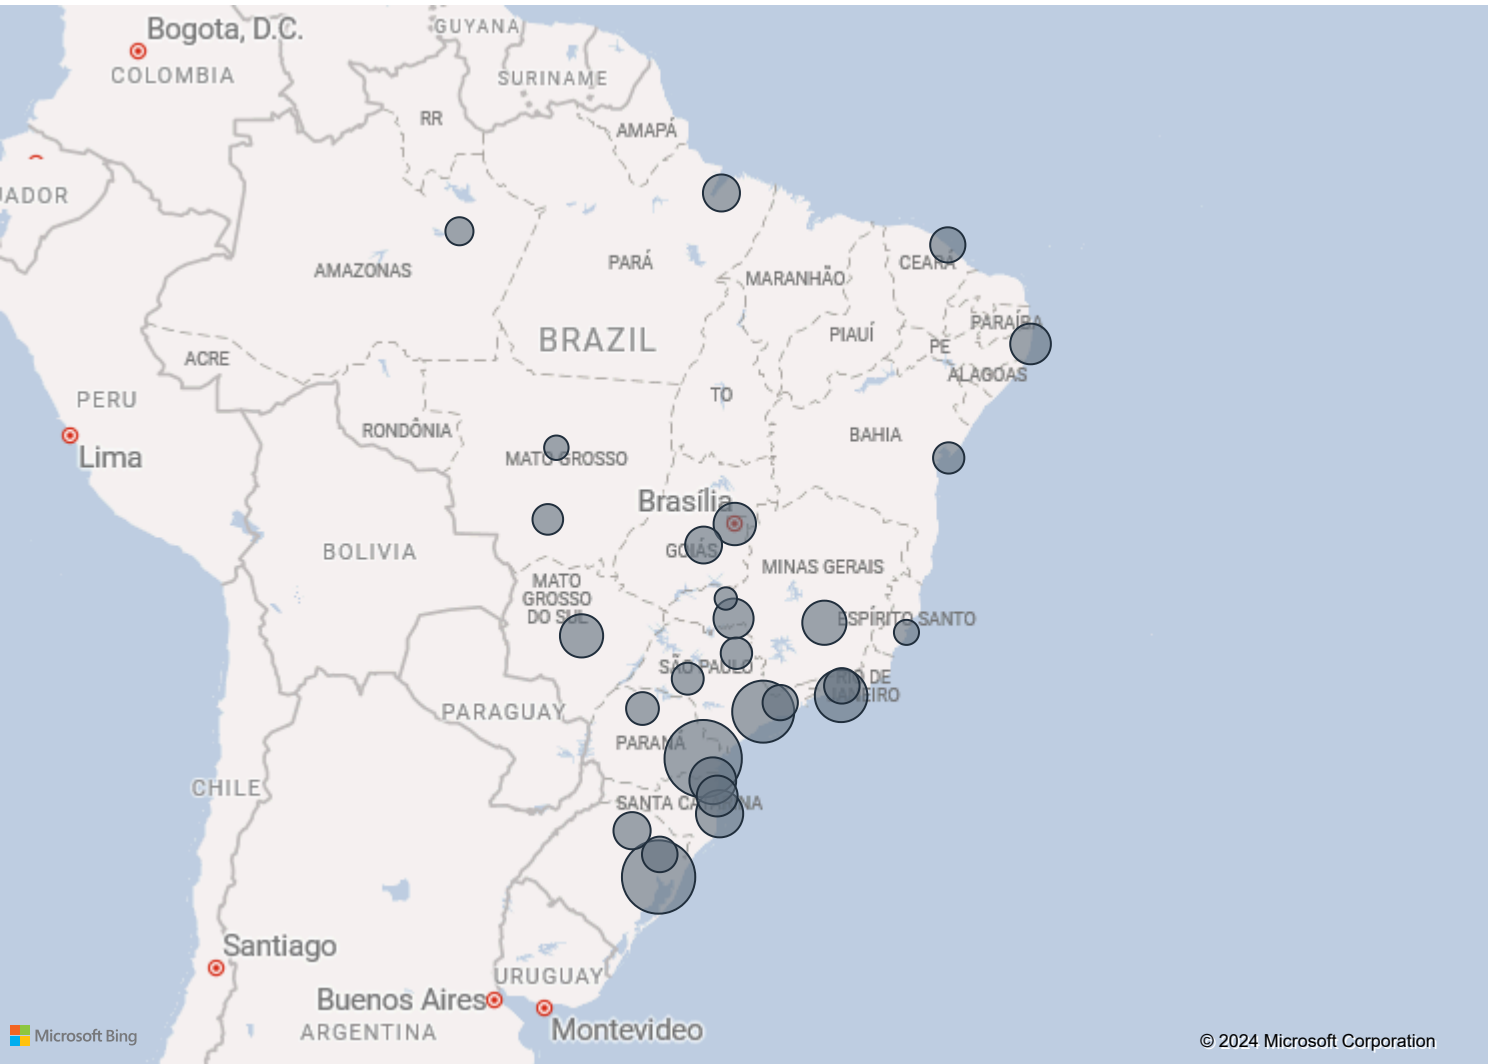 Bogota, D.C.
GUYANA
COLOMBIA
SURINAME
RR
AMAPÁ
UADOR
AMAZONAS
PARÁ
CEARÁ
MARANHÃO
BRAZIL
PARAÍBA
PIAUÍ
PE
ACRE
ALAGOAS
TO
PERU
RONDÔNIA
BAHIA
Lima
MATO GROSSO
Brasília
BOLIVIA
GOIÁS
MINAS GERAIS
MATO
GROSSO
DO SUL
ESPÍRITO SANTO
SÃO PAULO
RIO DE
JANEIRO
PARAGUAY
PARANÁ
CHILE
SANTA CATARINA
Santiago
URUGUAY
Buenos Aires
ARGENTINA
Montevideo
Microsoft Bing
© 2024 Microsoft Corporation